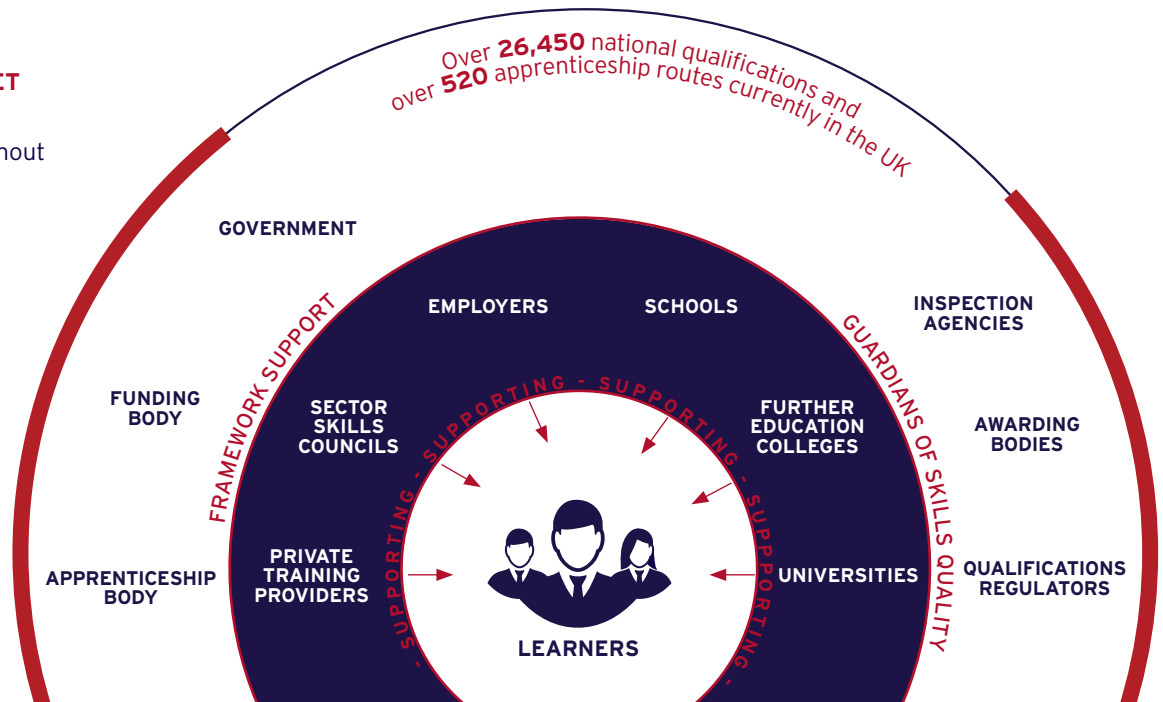 ET
hout
Over 26,450 national qualifications and
over 520 apprenticeship routes currently in the UK
GOVERNMENT
FRAMEWORK SUPPORT
FUNDING
BODY
APPRENTICESHIP
BODY
EMPLOYERS
SCHOOLS
SECTOR
SKILLS
COUNCILS
FURTHER
EDUCATION
COLLEGES
PRIVATE
TRAINING
PROVIDERS
UNIVERSITIES
- SUPPORTING - SUPPORTING - SUPPORTING - SUPPORTING -
LEARNERS
GUARDIANS OF SKILLS QUALITY
INSPECTION
AGENCIES
AWARDING
BODIES
QUALIFICATIONS
REGULATORS